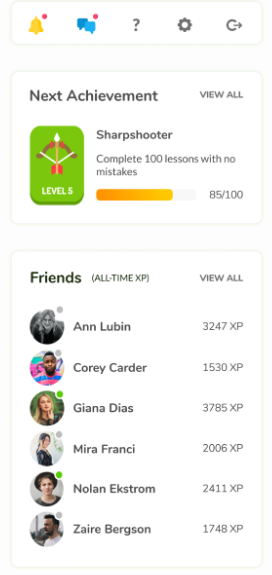 ?
Next Achievement VIEW ALL
Sharpshooter
Complete 100 lessons with no
mistakes
LEVEL 5
85/100
Friends (ALL-TIME XP) VIEW ALL
Ann Lubin 3247 XP
Corey Carder 1530 XP
Giana Dias 3785 XP
Mira Franci 2006 XP
Nolan Ekstrom 2411 XP
Zaire Bergson 1748 XP